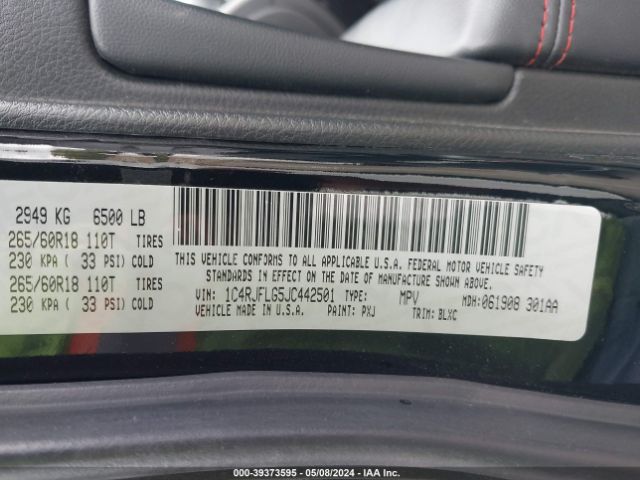 2949 KG 6500 LB
265/60R18 110T TIRES
230 KPA ( 33 PSI) COLD
265/60R18 110T TIRES
230 KPA ( 33 PSI) COLD
THIS VEHICLE CONFORMS TO ALL APPLICABLE U.S.A. FEDERAL MOTOR VEHICLE SAFETY
STANDARDS IN EFFECT ON THE DATE OF MANUFACTURE SHOWN ABOVE.
VIN: 1C4RJFLG5JC442501 TYPE: MPV MDH:061908 301AA
VEHICLE MADE IN U.S.A. PAINT: PXJ TRIM: BLXC
000-39373595 - 05/08/2024 - IAAI.COM